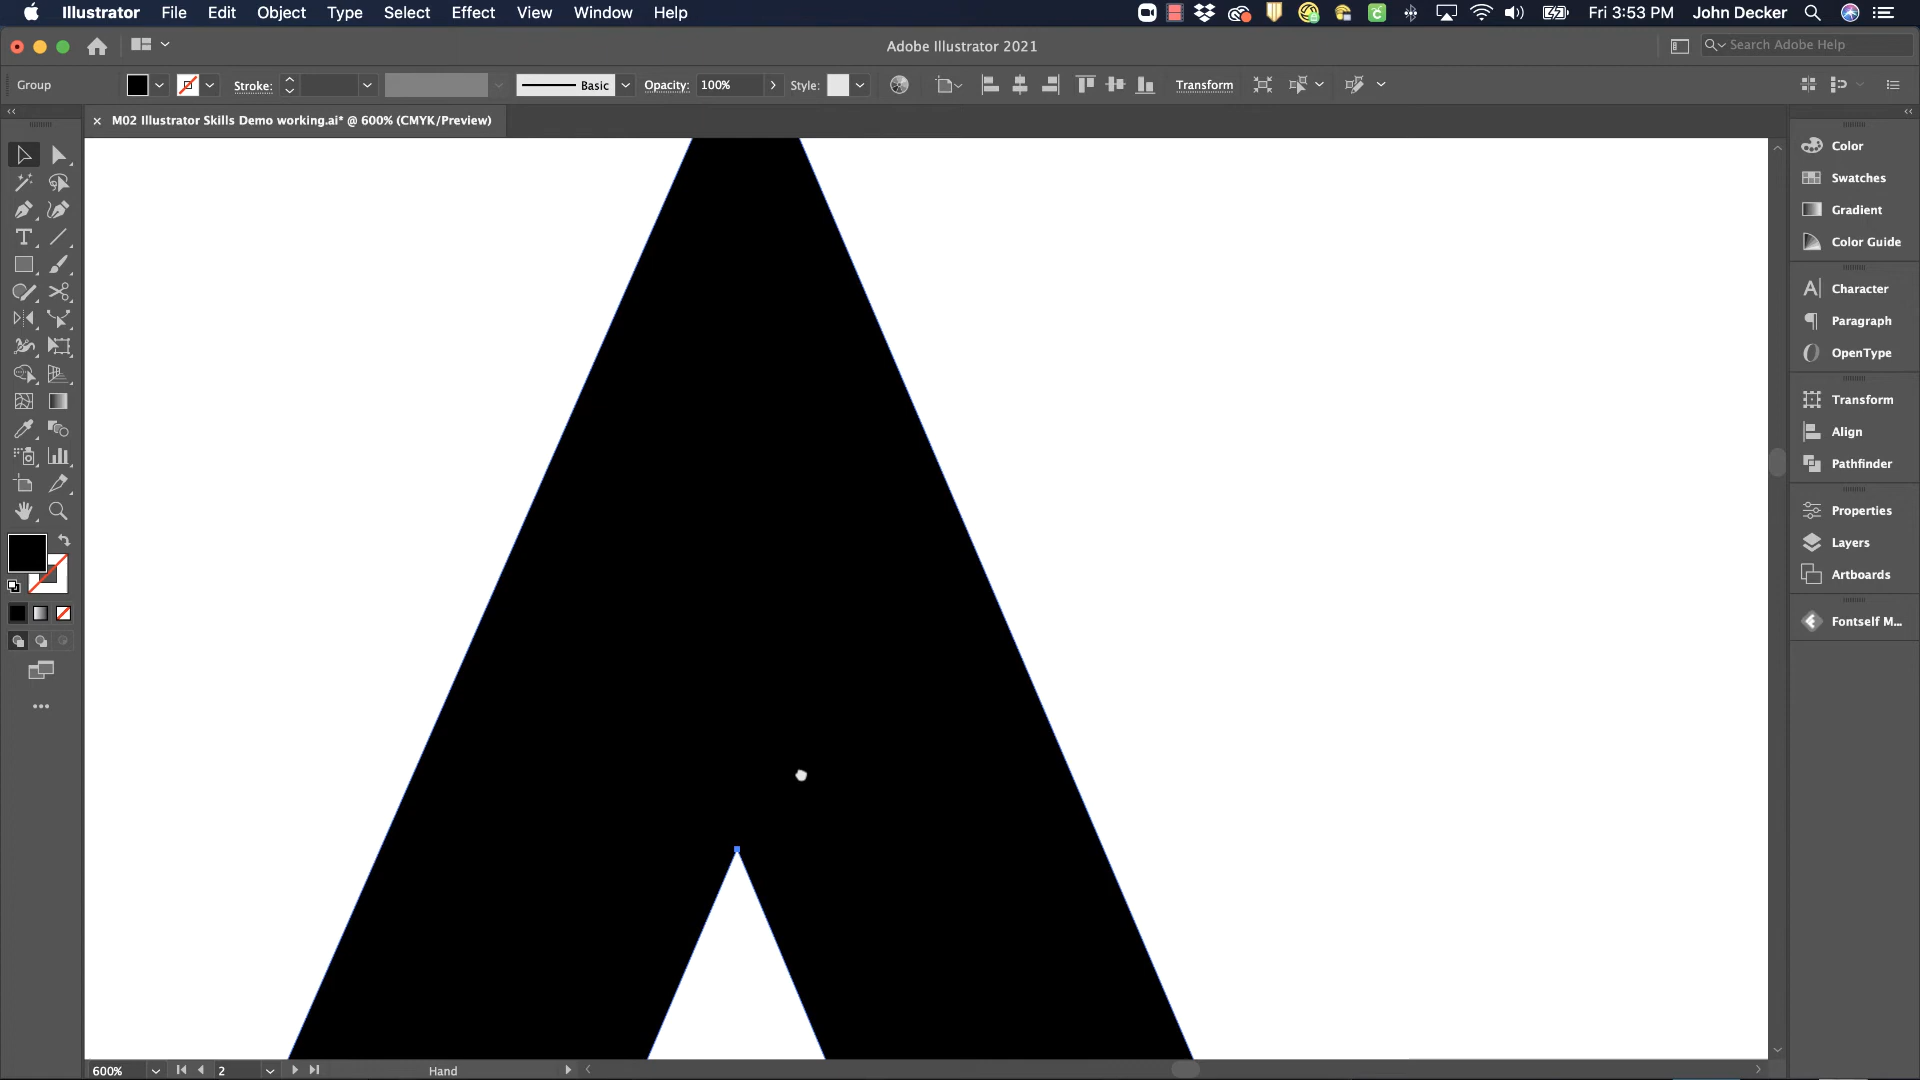 Illustrator File Edit Object Type Select Effect View Window Help Fri 3:53 PM John Decker
Adobe Illustrator 2021 Search Adobe Help
Group Stroke: Basic Opacity: 100% Style: Transform
M02 Illustrator Skills Demo working.ai* @ 600% (CMYK/Preview)
Color
Swatches
Gradient
Color Guide
Character
Paragraph
OpenType
Transform
Align
Pathfinder
Properties
Layers
Artboards
Fontself M...
600% 2 Hand